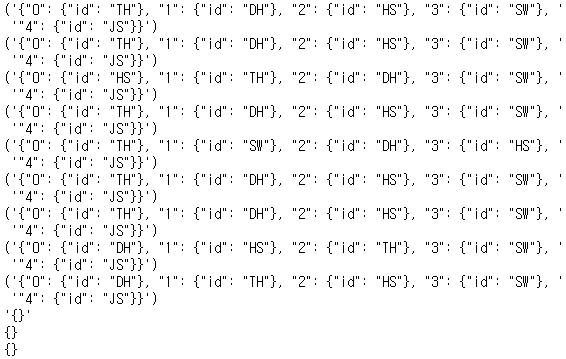 ('{"0": {"id": "TH"}, "1": {"id": "DH"}, "2": {"id": "HS"}, "3": {"id": "SW"}, '
'"4": {"id": "JS"}}')
('{"0": {"id": "TH"}, "1": {"id": "DH"}, "2": {"id": "HS"}, "3": {"id": "SW"}, '
'"4": {"id": "JS"}}')
('{"0": {"id": "HS"}, "1": {"id": "TH"}, "2": {"id": "DH"}, "3": {"id": "SW"}, '
'"4": {"id": "JS"}}')
('{"0": {"id": "TH"}, "1": {"id": "DH"}, "2": {"id": "HS"}, "3": {"id": "SW"}, '
'"4": {"id": "JS"}}')
('{"0": {"id": "TH"}, "1": {"id": "SW"}, "2": {"id": "DH"}, "3": {"id": "HS"}, '
'"4": {"id": "JS"}}')
('{"0": {"id": "TH"}, "1": {"id": "DH"}, "2": {"id": "HS"}, "3": {"id": "SW"}, '
'"4": {"id": "JS"}}')
('{"0": {"id": "TH"}, "1": {"id": "DH"}, "2": {"id": "HS"}, "3": {"id": "SW"}, '
'"4": {"id": "JS"}}')
('{"0": {"id": "DH"}, "1": {"id": "HS"}, "2": {"id": "TH"}, "3": {"id": "SW"}, '
'"4": {"id": "JS"}}')
('{"0": {"id": "DH"}, "1": {"id": "TH"}, "2": {"id": "HS"}, "3": {"id": "SW"}, '
'"4": {"id": "JS"}}')
'{}'
{}
{}